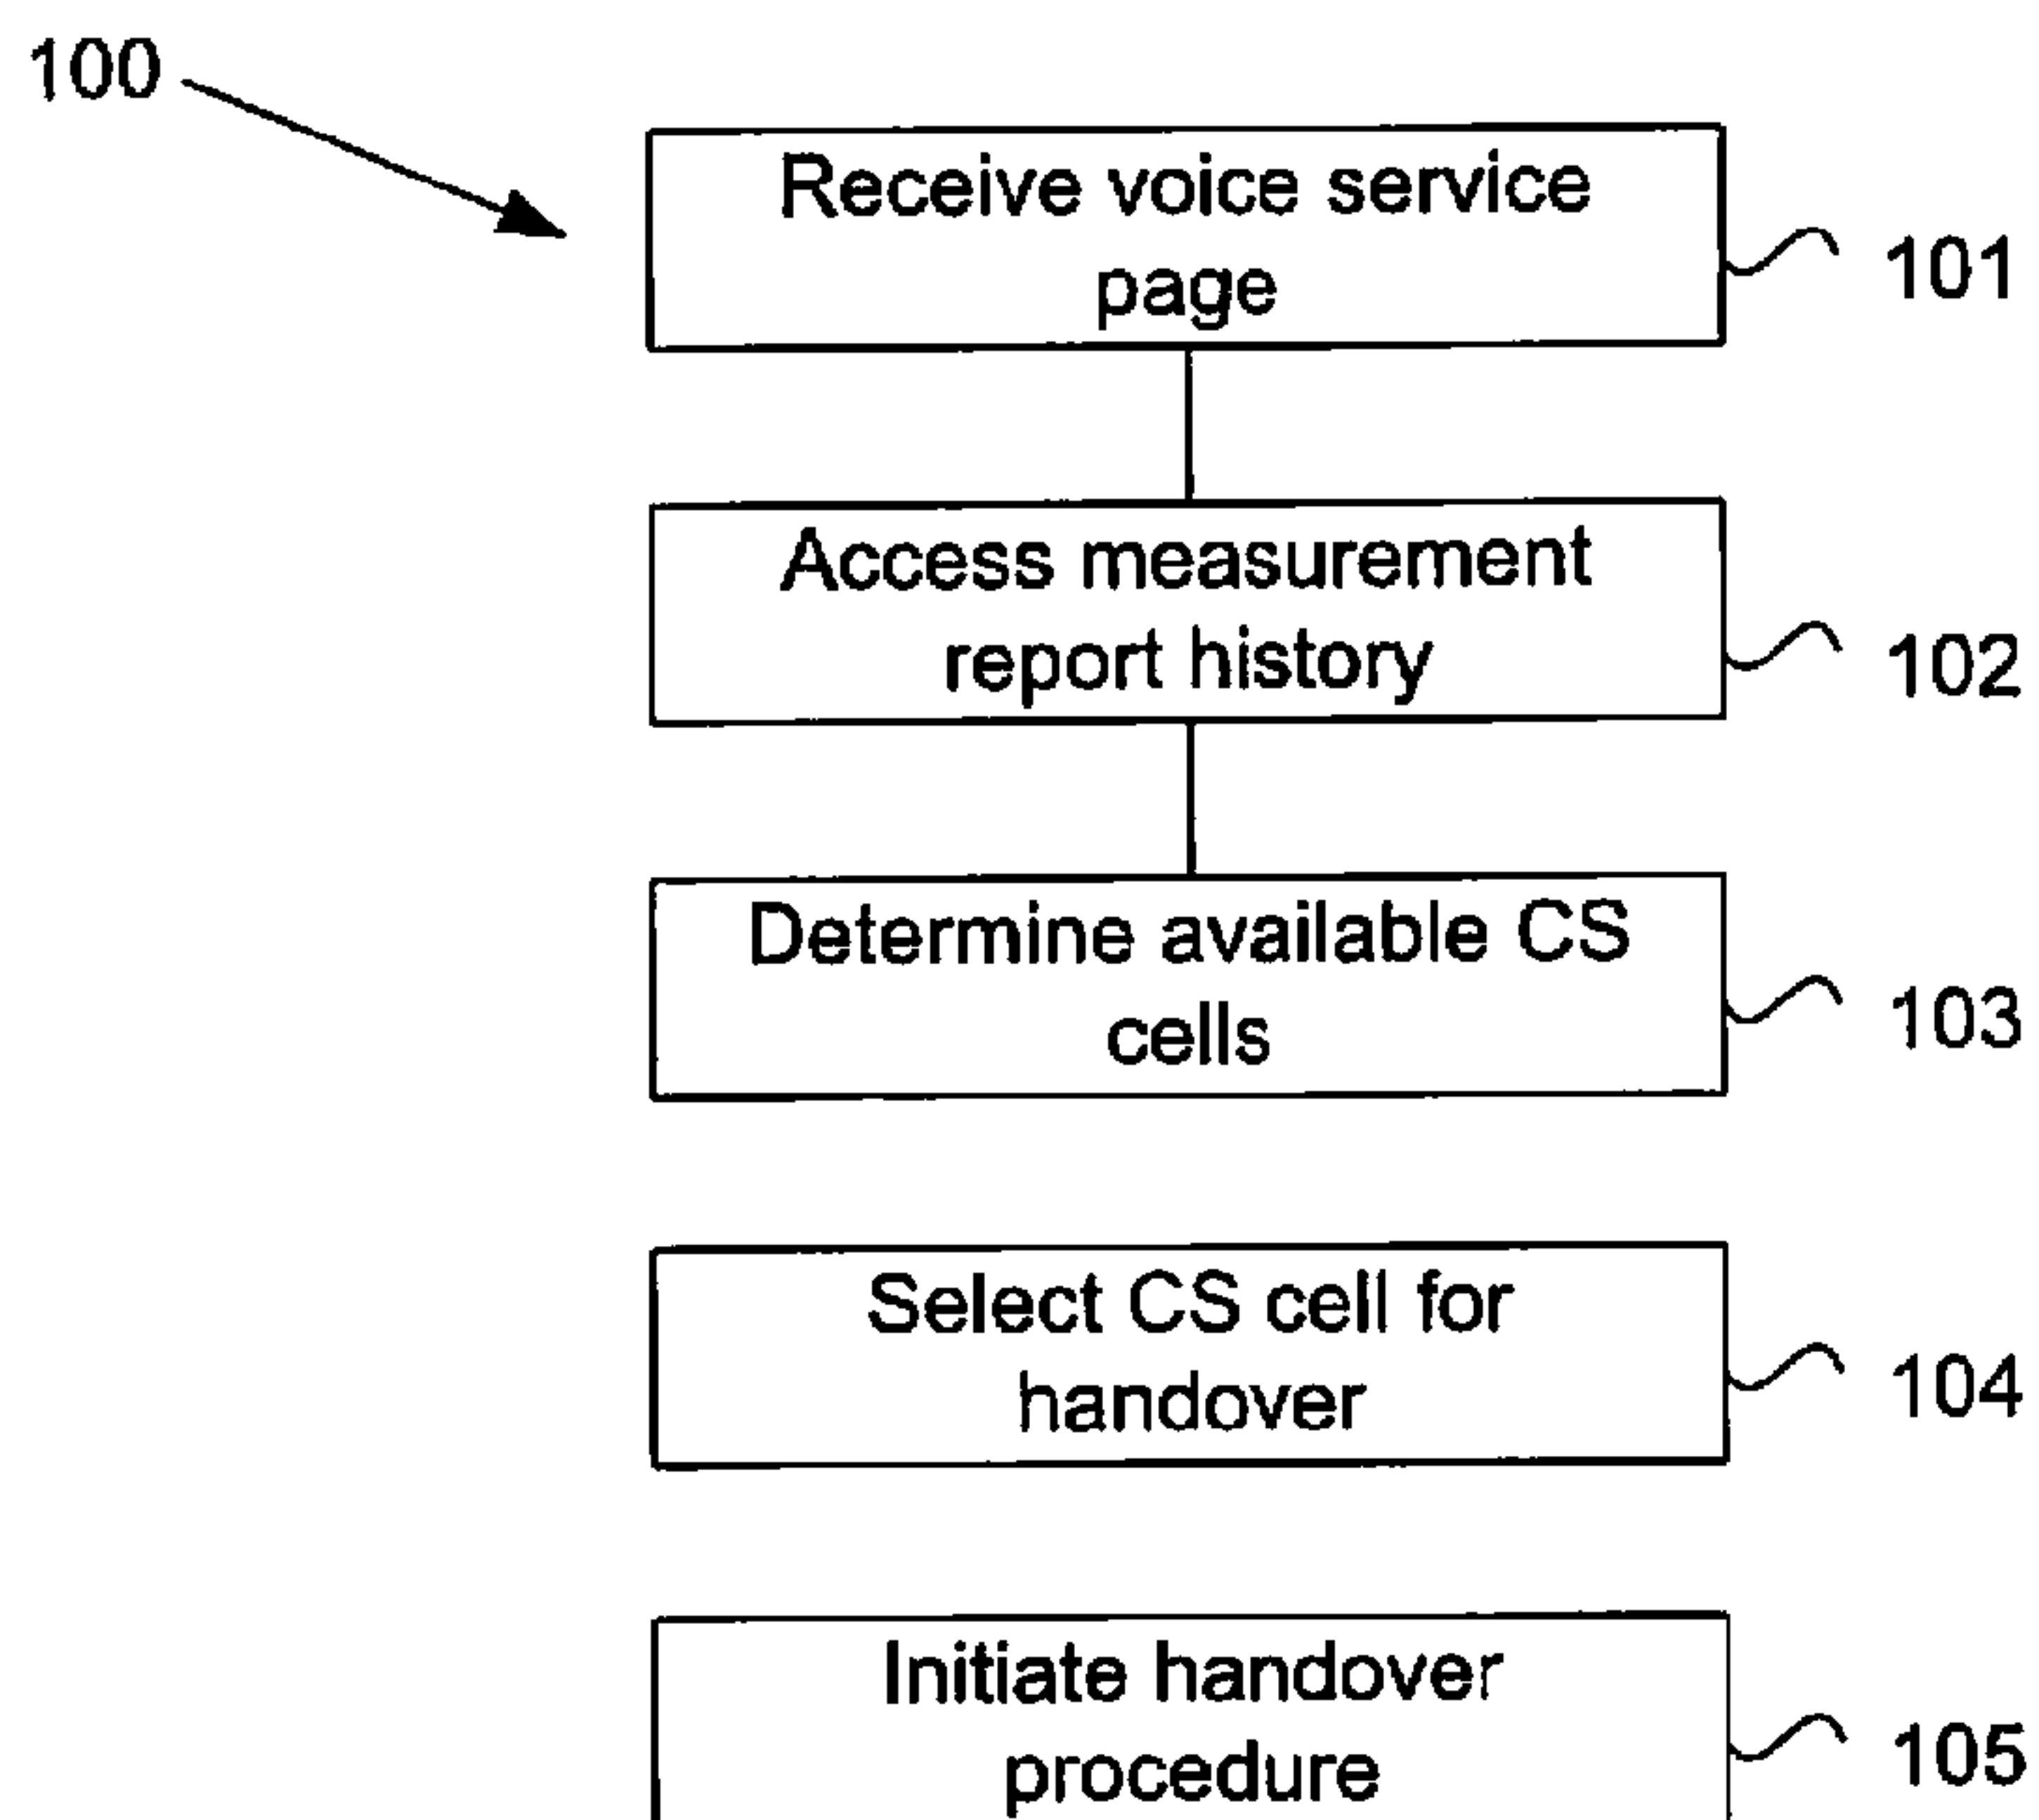 100
Receive voice service
page
101
Access measurement
report history
102
Determine available CS
cells
103
Select CS cell for
handover
104
Initiate handover
procedure
105